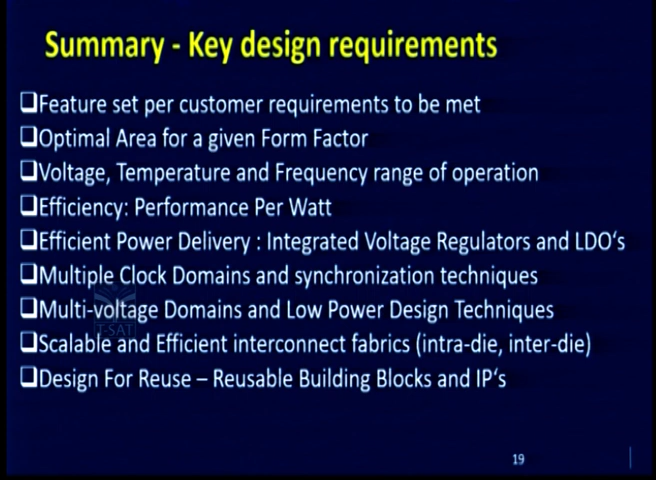 Summary - Key design requirements
❑Feature set per customer requirements to be met
❑Optimal Area for a given Form Factor
❑Voltage, Temperature and Frequency range of operation
❑Efficiency: Performance Per Watt
❑Efficient Power Delivery : Integrated Voltage Regulators and LDO‘s
❑Multiple Clock Domains and synchronization techniques
❑Multi-voltage Domains and Low Power Design Techniques
T-SAT
❑Scalable and Efficient interconnect fabrics (intra-die, inter-die)
❑Design For Reuse – Reusable Building Blocks and IP‘s
19